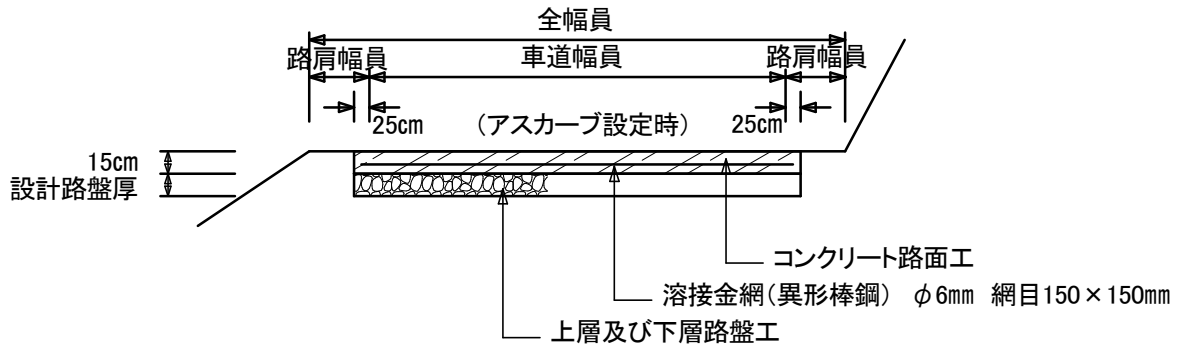 全幅員
路肩幅員 車道幅員 路肩幅員
25cm (アスカーブ設定時) 25cm
15cm
設計路盤厚
コンクリート路面工
溶接金網(異形棒鋼) φ6mm 網目150×150mm
上層及び下層路盤工